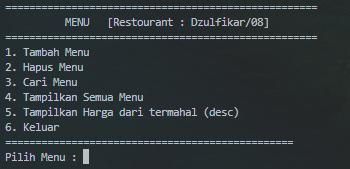 ====================================================
MENU   [Restourant : Dzulfikar/08]
====================================================
1. Tambah Menu
2. Hapus Menu
3. Cari Menu
4. Tampilkan Semua Menu
5. Tampilkan Harga dari termahal (desc)
6. Keluar
================================================
Pilih Menu :